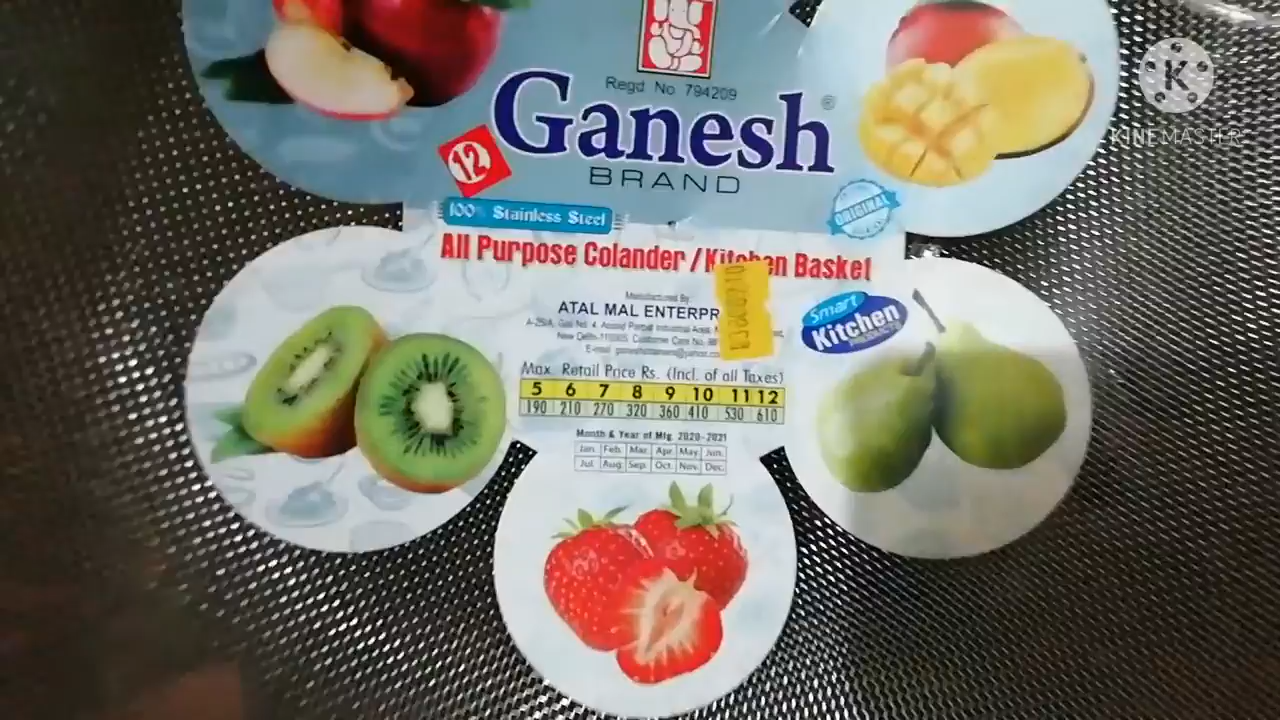 Regd No 794209
Ganesh ®
BRAND
12
100% Stainless Steel
ORIGINAL
All Purpose Colander / Kitchen Basket
Manufactured By:
ATAL MAL ENTERPR
Smart
Kitchen
PRODUCTS
Max. Retail Price Rs. (Incl. of all Taxes)
5 6 7 8 9 10 11 12
190 210 270 320 360 410 530 610
Month & Year of Mfg. 2020-2021
Jan. Feb. Mar. Apr. May. Jun.
Jul. Aug. Sep. Oct. Nov. Dec.
K
KINEMASTER